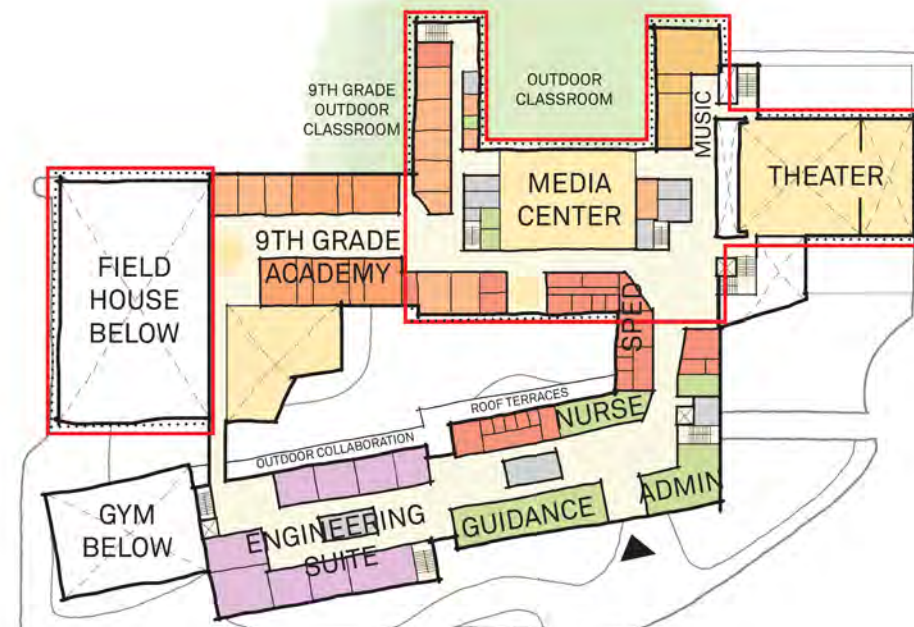 9TH GRADE
OUTDOOR
CLASSROOM
OUTDOOR
CLASSROOM
MUSIC
MEDIA
CENTER
THEATER
FIELD
HOUSE
BELOW
9TH GRADE
ACADEMY
SPED
ROOF TERRACES
NURSE
OUTDOOR COLLABORATION
GYM
BELOW
ENGINEERING
SUITE
GUIDANCE
ADMIN